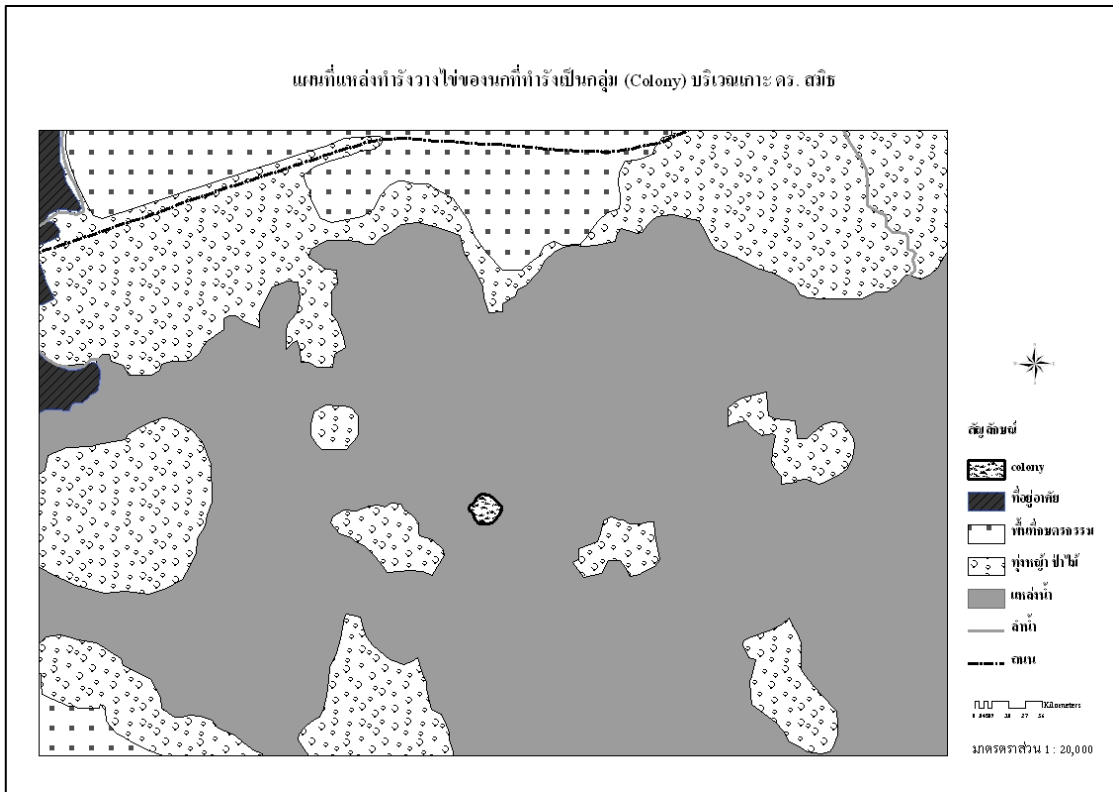 แผนที่แหล่งทำรังวางไข่ของนกที่ทำรังเป็นกลุ่ม (Colony) บริเวณเกาะ ดร. สมิธ
สัญลักษณ์
colony
ที่อยู่อาศัย
พื้นที่เกษตรกรรม
ทุ่งหญ้า ป่าไม้
แหล่งน้ำ
ลำน้ำ
ถนน
Kilometers
มาตรตราส่วน 1 : 20,000